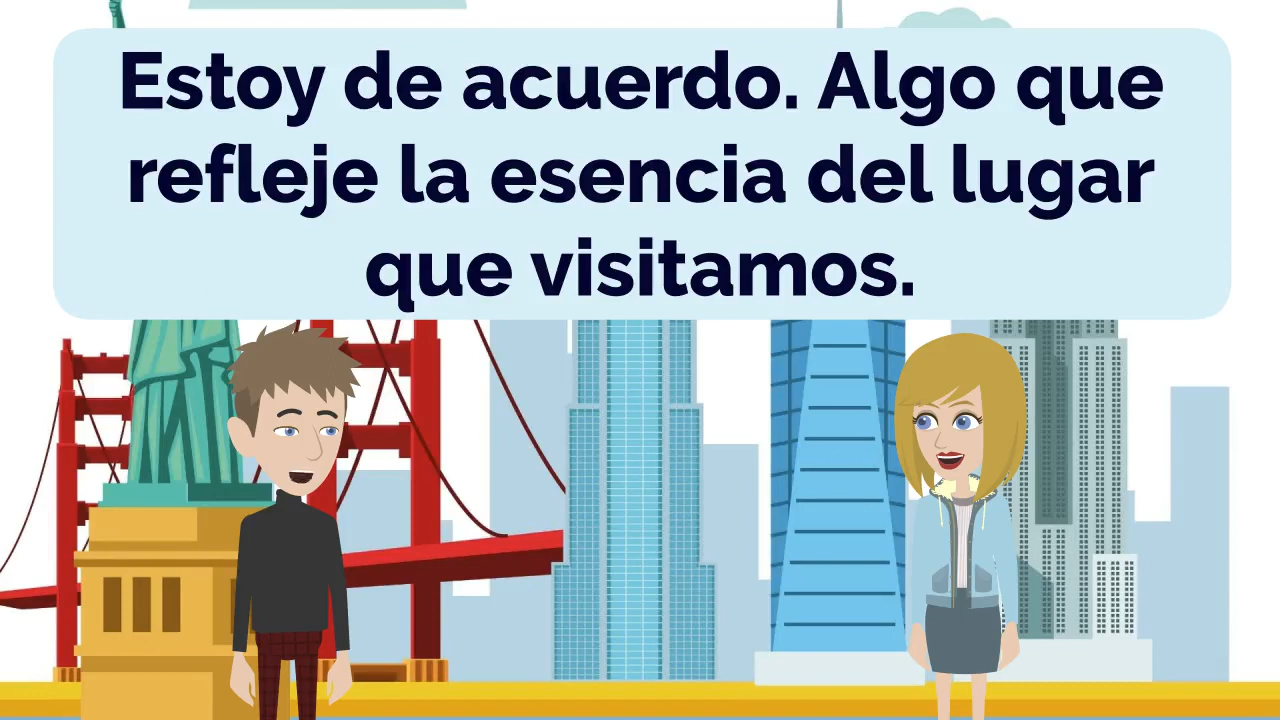 Estoy de acuerdo. Algo que
refleje la esencia del lugar
que visitamos.